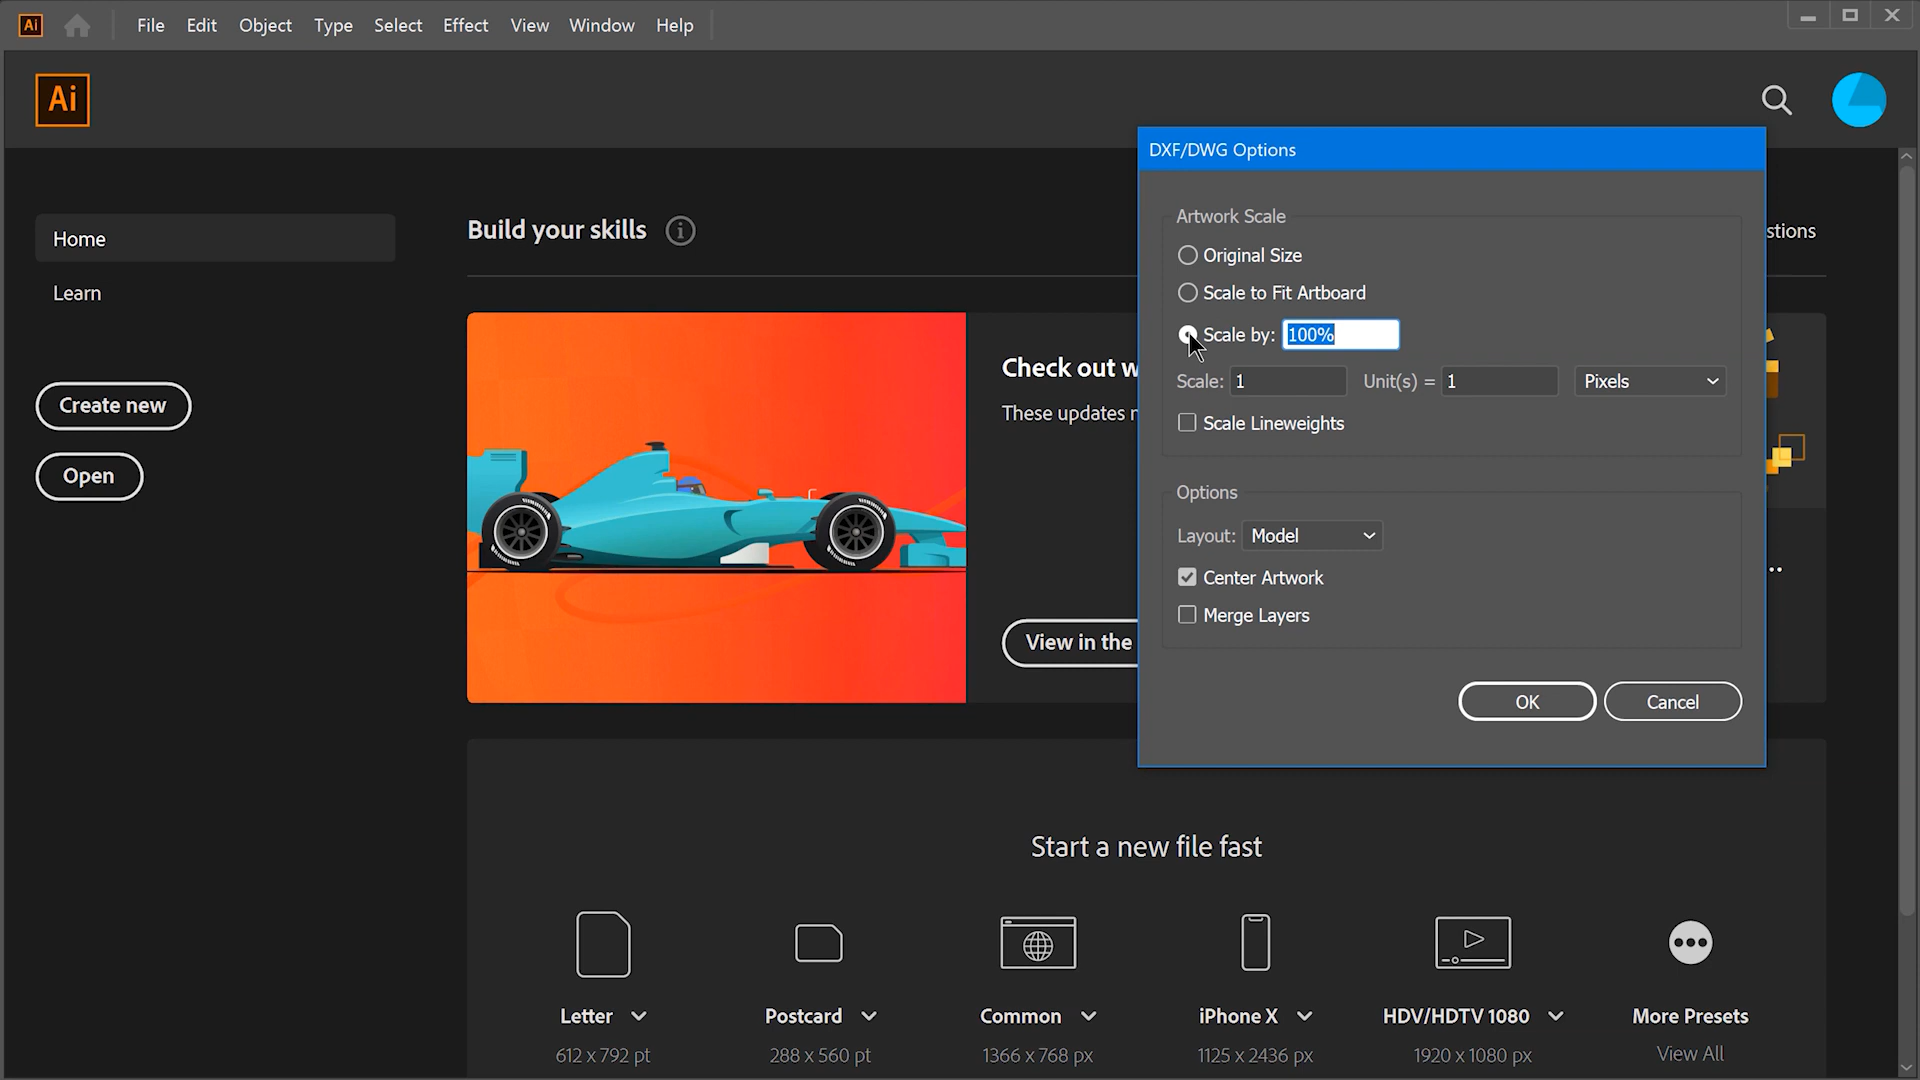 Ai
File Edit Object Type Select Effect View Window Help
Ai
DXF/DWG Options
Home
Learn
Create new
Open
Build your skills
stions
Check out w
These updates r
View in the
Artwork Scale
Original Size
Scale to Fit Artboard
Scale by: 100%
Scale: 1 Unit(s) = 1 Pixels
Scale Lineweights
Options
Layout: Model
Center Artwork
Merge Layers
OK Cancel
Start a new file fast
Letter Postcard Common iPhone X HDV/HDTV 1080 More Presets
612 x 792 pt 288 x 560 pt 1366 x 768 px 1125 x 2436 px 1920 x 1080 px View All